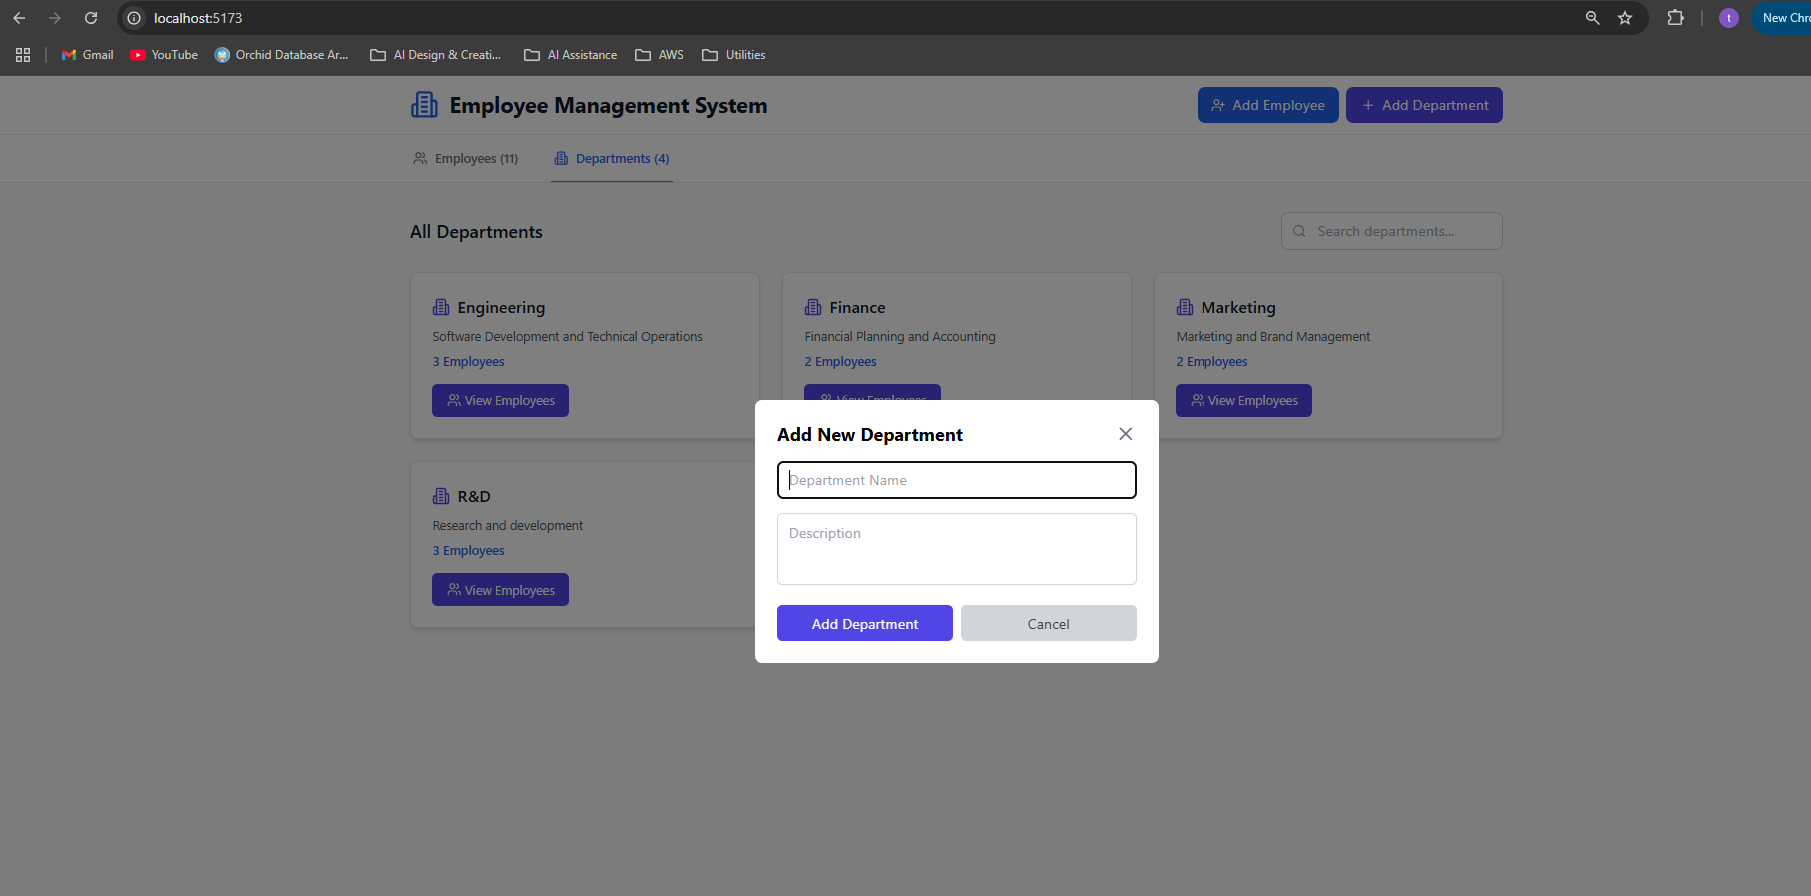 localhost:5173
New Chr
Gmail
YouTube
Orchid Database Ar...
AI Design & Creati...
AI Assistance
AWS
Utilities
Employee Management System
Add Employee
Add Department
Employees (11)
Departments (4)
All Departments
Search departments...
Engineering
Software Development and Technical Operations
3 Employees
View Employees
Finance
Financial Planning and Accounting
2 Employees
View Employees
Marketing
Marketing and Brand Management
2 Employees
View Employees
R&D
Research and development
3 Employees
View Employees
Add New Department
Department Name
Description
Add Department
Cancel